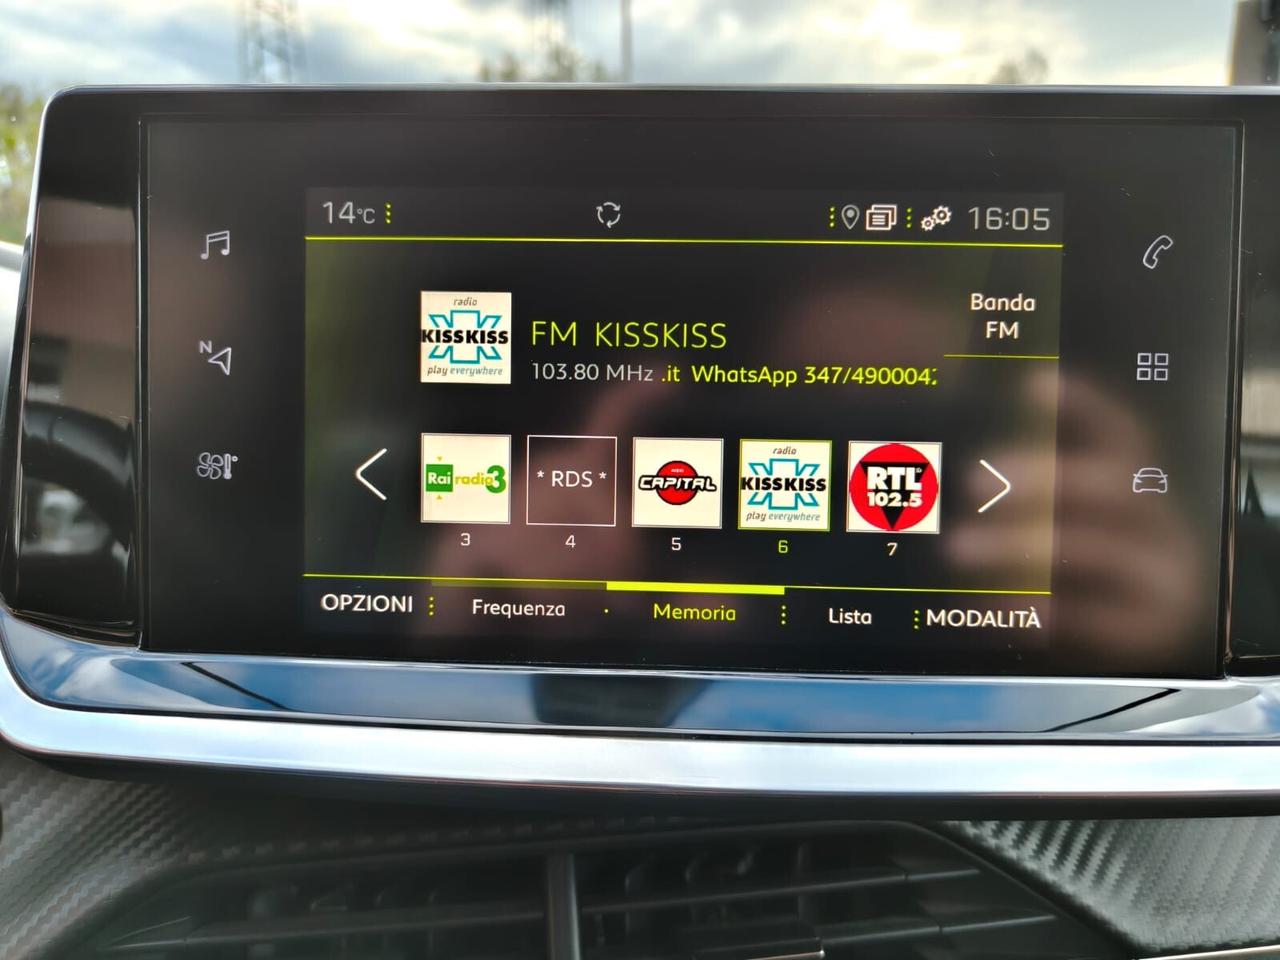 14°C
16:05
N
Banda
FM
radio
KISSKISS
play everywhere
FM KISSKISS
103.80 MHz .it WhatsApp 347/490004
Rai radio3
* RDS *
CAPITAL
radio
KISSKISS
play everywhere
RTL
102.5
3 4 5 6 7
OPZIONI Frequenza Memoria Lista MODALITÀ